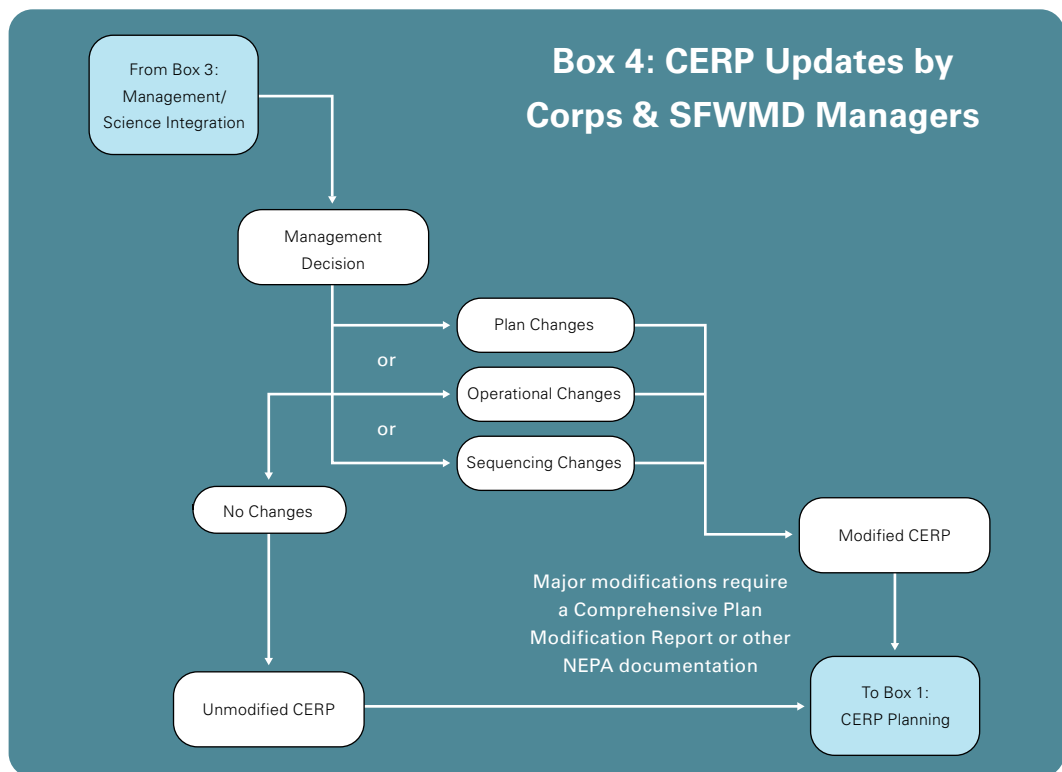 Box 4: CERP Updates by
Corps & SFWMD Managers
From Box 3:
Management/
Science Integration
Management
Decision
Plan Changes
or
Operational Changes
or
Sequencing Changes
No Changes
Modified CERP
Major modifications require
a Comprehensive Plan
Modification Report or other
NEPA documentation
Unmodified CERP
To Box 1:
CERP Planning